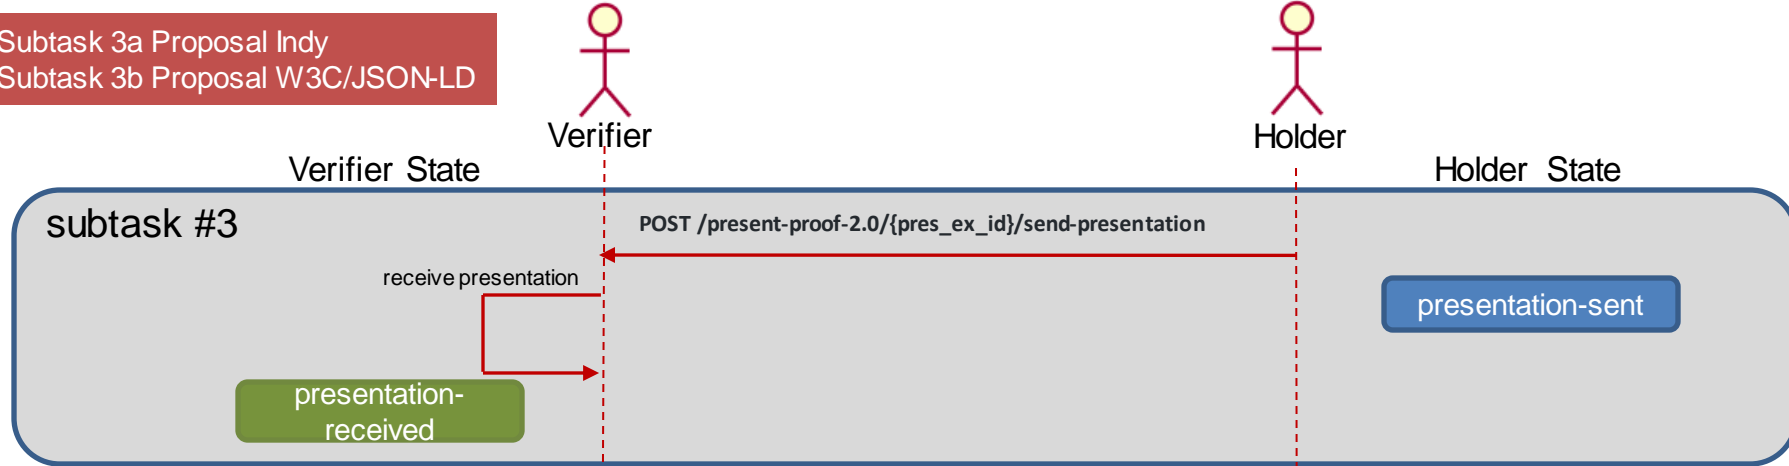 Subtask 3a Proposal Indy
Subtask 3b Proposal W3C/JSON-LD
Verifier
Holder
Verifier State
Holder State
subtask #3
POST /present-proof-2.0/{pres_ex_id}/send-presentation
receive presentation
presentation-sent
presentation-
received